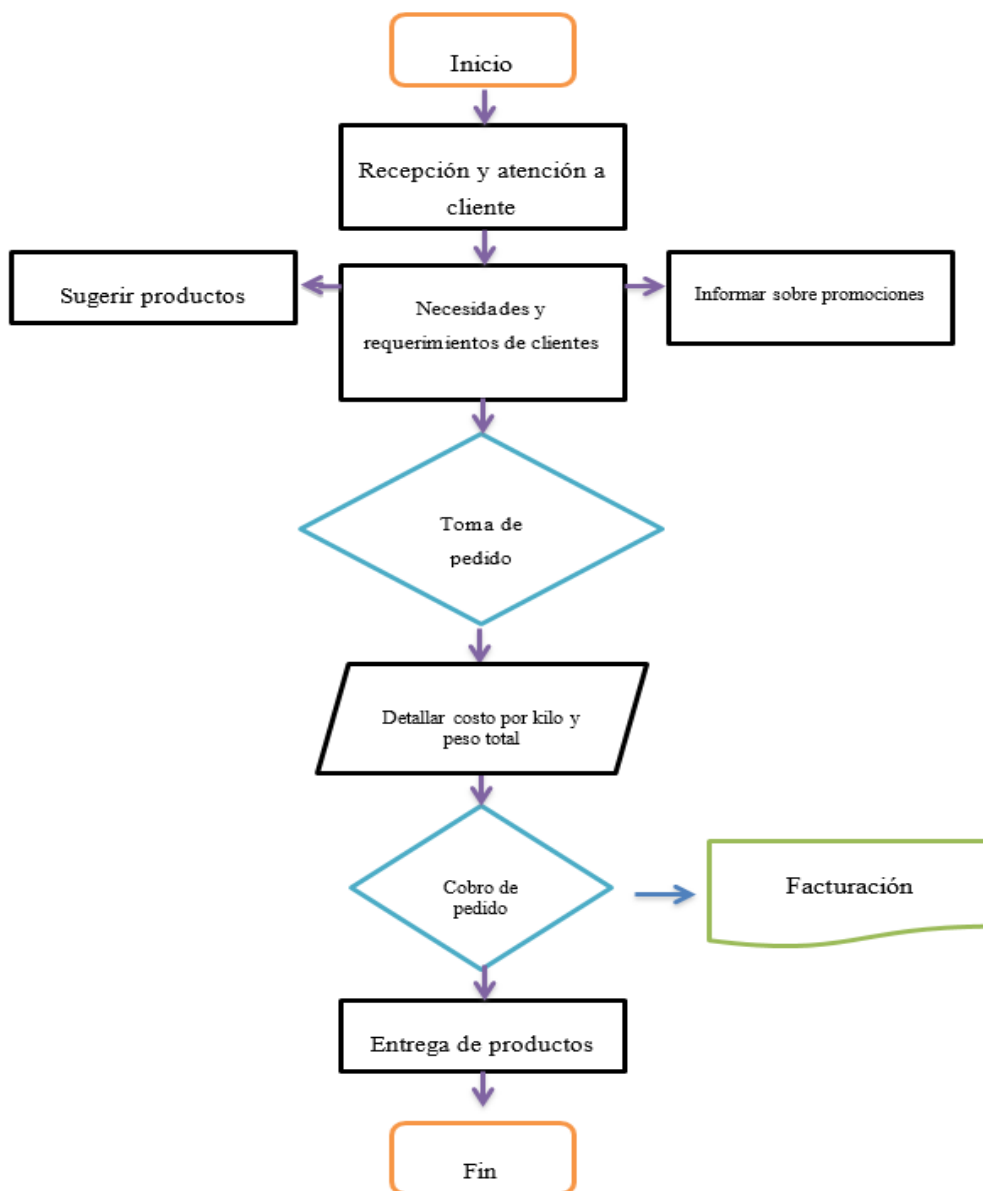 Inicio
Recepción y atención a
cliente
Sugerir productos
Necesidades y
requerimientos de clientes
Informar sobre promociones
Toma de
pedido
Detallar costo por kilo y
peso total
Cobro de
pedido
Facturación
Entrega de productos
Fin